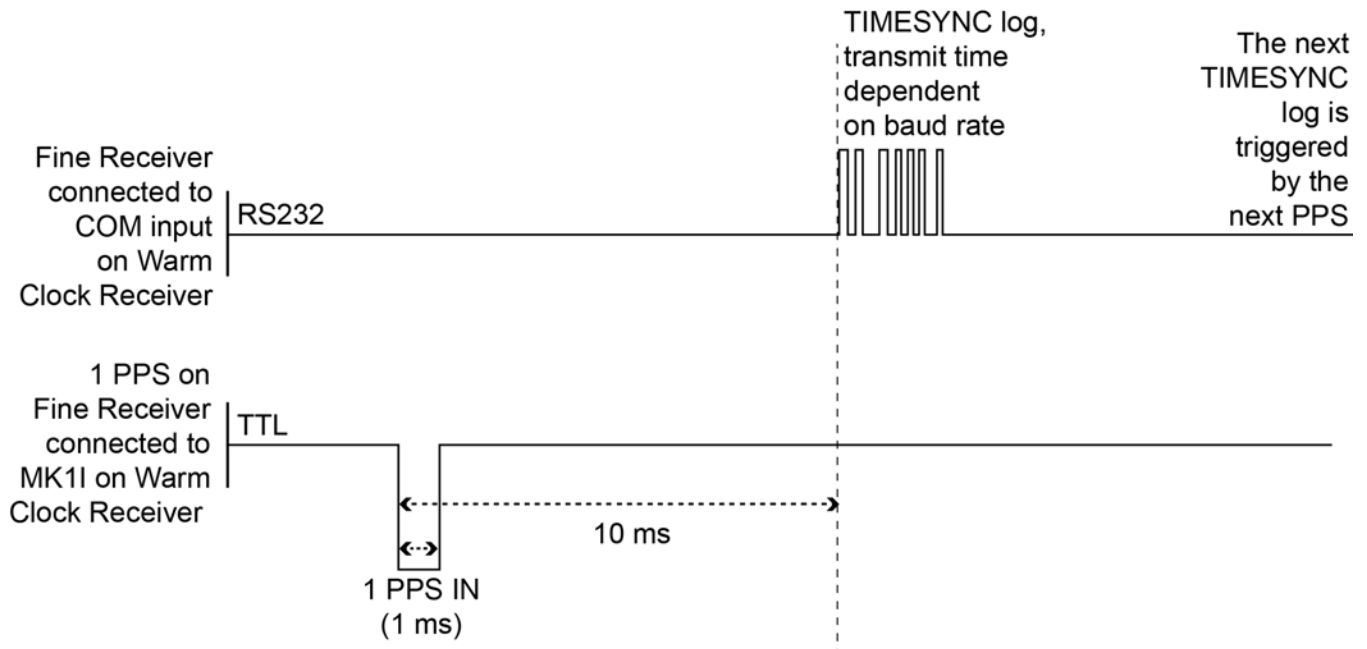 TIMESYNC log,
transmit time
dependent
on baud rate
The next
TIMESYNC
log is
triggered
by the
next PPS
Fine Receiver
connected to
COM input
on Warm
Clock Receiver
RS232
1 PPS on
Fine Receiver
connected to
MK1I on Warm
Clock Receiver
TTL
10 ms
1 PPS IN
(1 ms)